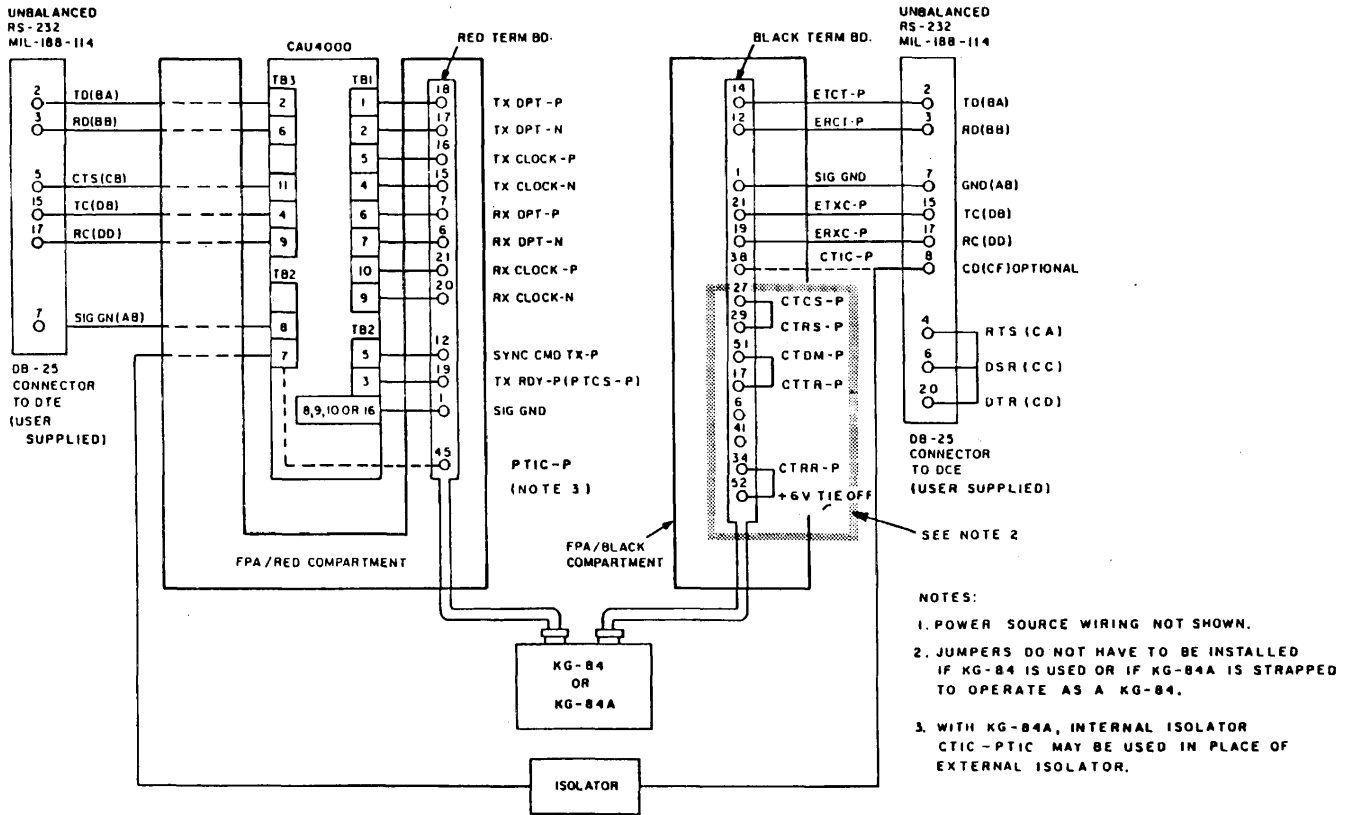 UNBALANCED
RS-232
MIL-188-114
CAU4000
RED TERM BD.
BLACK TERM BD.
UNBALANCED
RS-232
MIL-188-114
TB3
TB1
2 TD(BA) 2 1 18 TX DPT-P
3 RD(BB) 6 2 17 TX DPT-N
5 16 TX CLOCK-P
5 CTS(CB) 11 4 15 TX CLOCK-N
15 TC(DB) 4 6 7 RX DPT-P
17 RC(DD) 9 7 6 RX DPT-N
TB2 10 21 RX CLOCK-P
9 20 RX CLOCK-N
7 SIG GN(AB) 8 TB2
7 5 12 SYNC CMD TX-P
3 19 TX RDY-P(PTCS-P)
8,9,10 OR 16 1 SIG GND
45 PTIC-P
(NOTE 3)
DB-25
CONNECTOR
TO DTE
(USER
SUPPLIED)
FPA/RED COMPARTMENT
14 ETCT-P 2 TD(BA)
12 ERCT-P 3 RD(BB)
1 SIG GND 7 GND(AB)
21 ETXC-P 15 TC(DB)
19 ERXC-P 17 RC(DD)
38 CTIC-P 8 CD(CF)OPTIONAL
27 CTCS-P
29 CTRS-P
51 CTDM-P
17 CTTR-P
6
41
34 CTRR-P
52 +6V TIE OFF
4 RTS (CA)
6 DSR (CC)
20 DTR (CD)
DB-25
CONNECTOR
TO DCE
(USER SUPPLIED)
SEE NOTE 2
FPA/BLACK
COMPARTMENT
KG-84
OR
KG-84A
ISOLATOR
NOTES:
1. POWER SOURCE WIRING NOT SHOWN.
2. JUMPERS DO NOT HAVE TO BE INSTALLED
IF KG-84 IS USED OR IF KG-84A IS STRAPPED
TO OPERATE AS A KG-84.
3. WITH KG-84A, INTERNAL ISOLATOR
CTIC-PTIC MAY BE USED IN PLACE OF
EXTERNAL ISOLATOR.